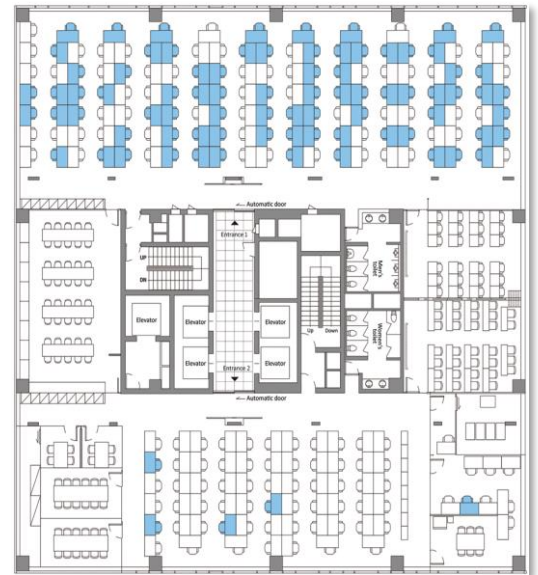 Automatic door
Entrance 1
UP
DN
Men's
toilet
Elevator
Elevator
Elevator
Up
Down
Women's
toilet
Elevator
Elevator
Entrance 2
Automatic door